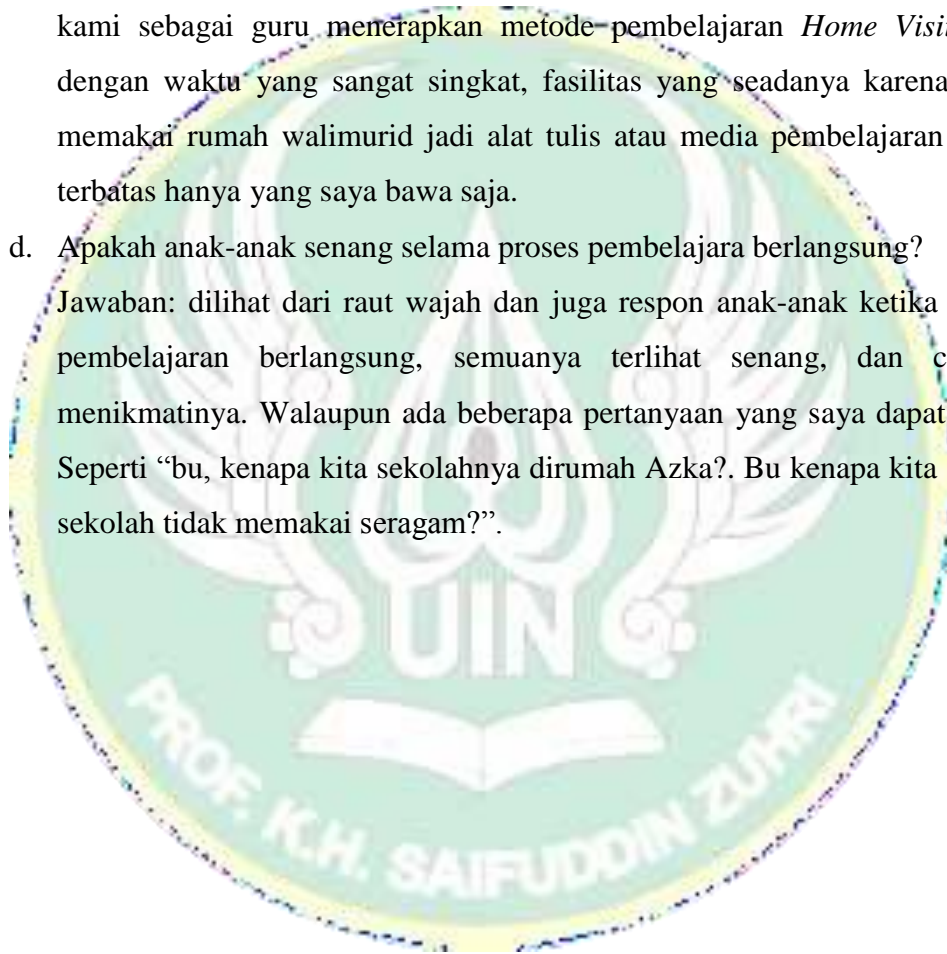 kami sebagai guru menerapkan metode pembelajaran Home Visit
dengan waktu yang sangat singkat, fasilitas yang seadanya karena
memakai rumah walimurid jadi alat tulis atau media pembelajaran
terbatas hanya yang saya bawa saja.
d. Apakah anak-anak senang selama proses pembelajara berlangsung?
Jawaban: dilihat dari raut wajah dan juga respon anak-anak ketika
pembelajaran berlangsung, semuanya terlihat senang, dan
menikmatinya. Walaupun ada beberapa pertanyaan yang saya dapat
Seperti “bu, kenapa kita sekolahnya dirumah Azka?. Bu kenapa kita
sekolah tidak memakai seragam?”.
UIN
PROF. K.H. SAIFUDDIN ZUHRI